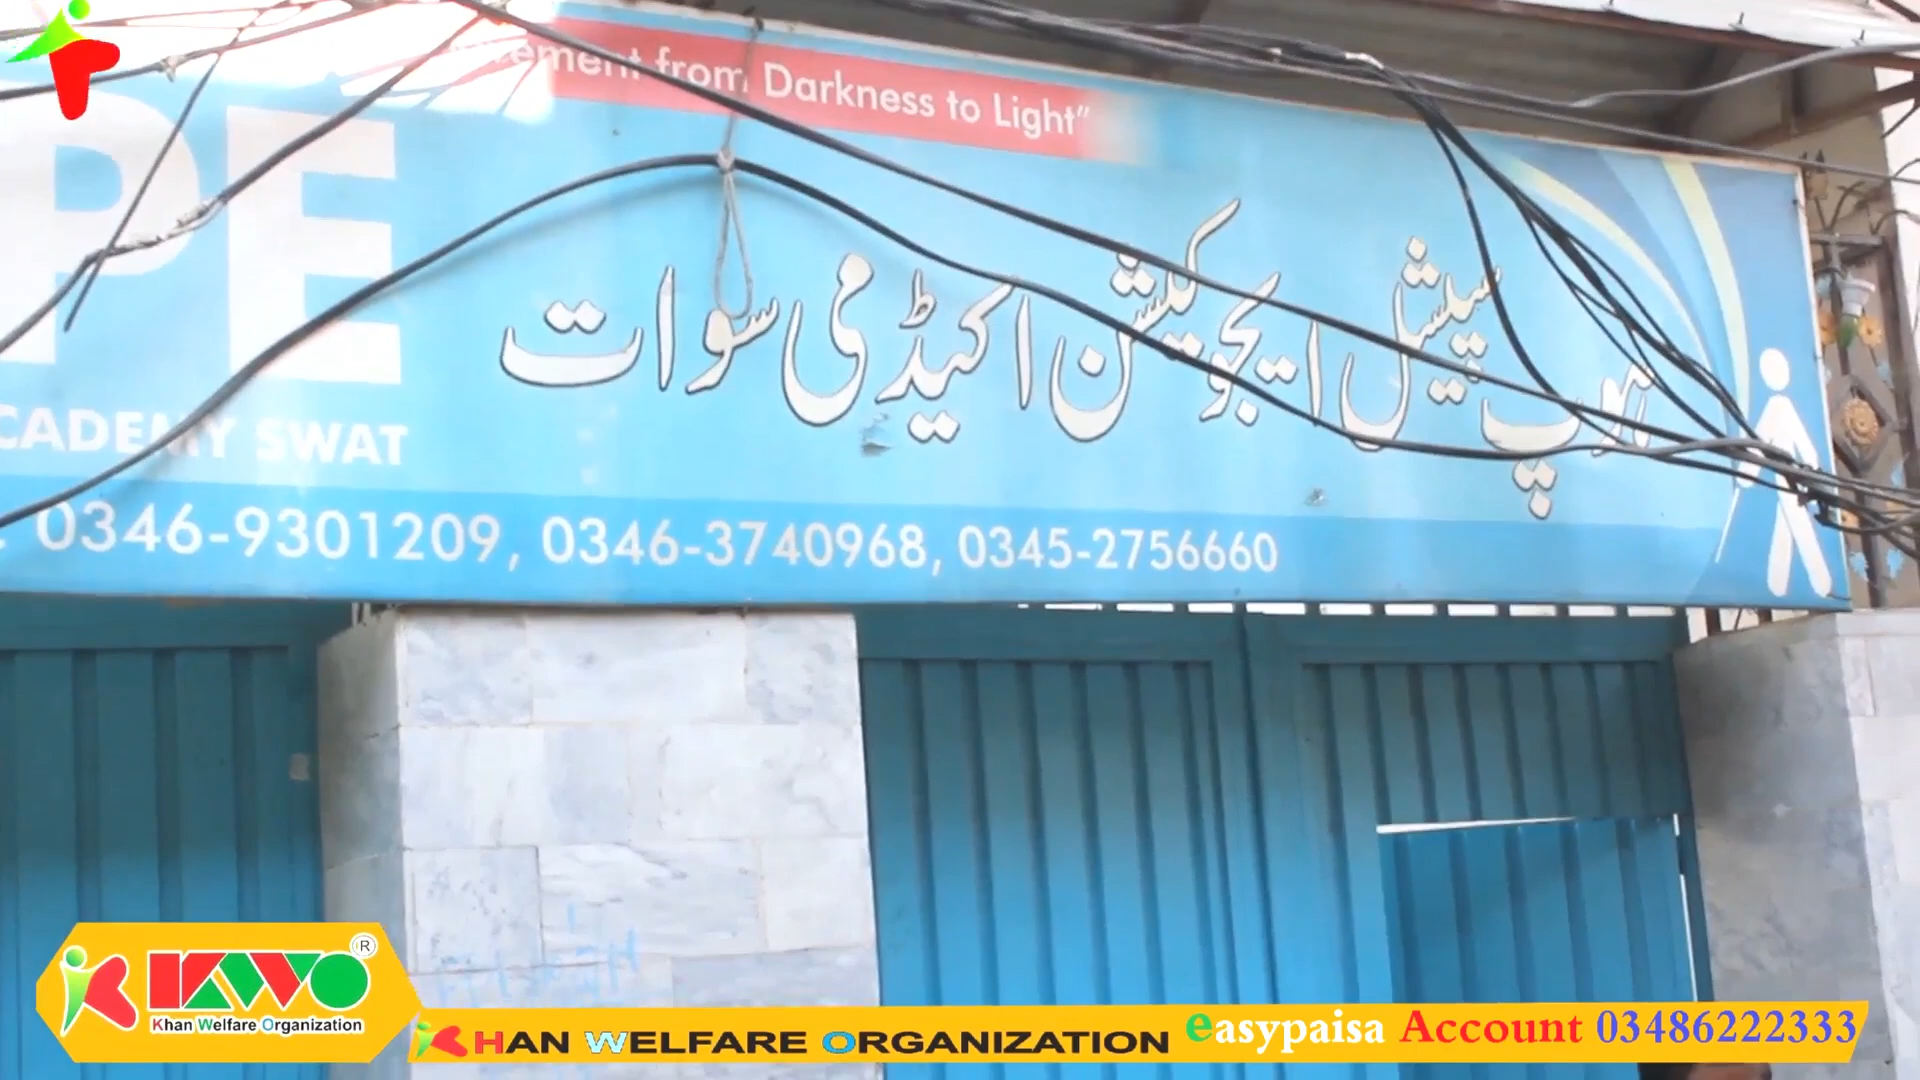 from Darkness to Light”
PE
ہوپ سپیشل ایجوکیشن اکیڈمی سوات
CADEMY SWAT
0346-9301209, 0346-3740968, 0345-2756660
KWO ®
Khan Welfare Organization
KHAN WELFARE ORGANIZATION easypaisa Account 03486222333